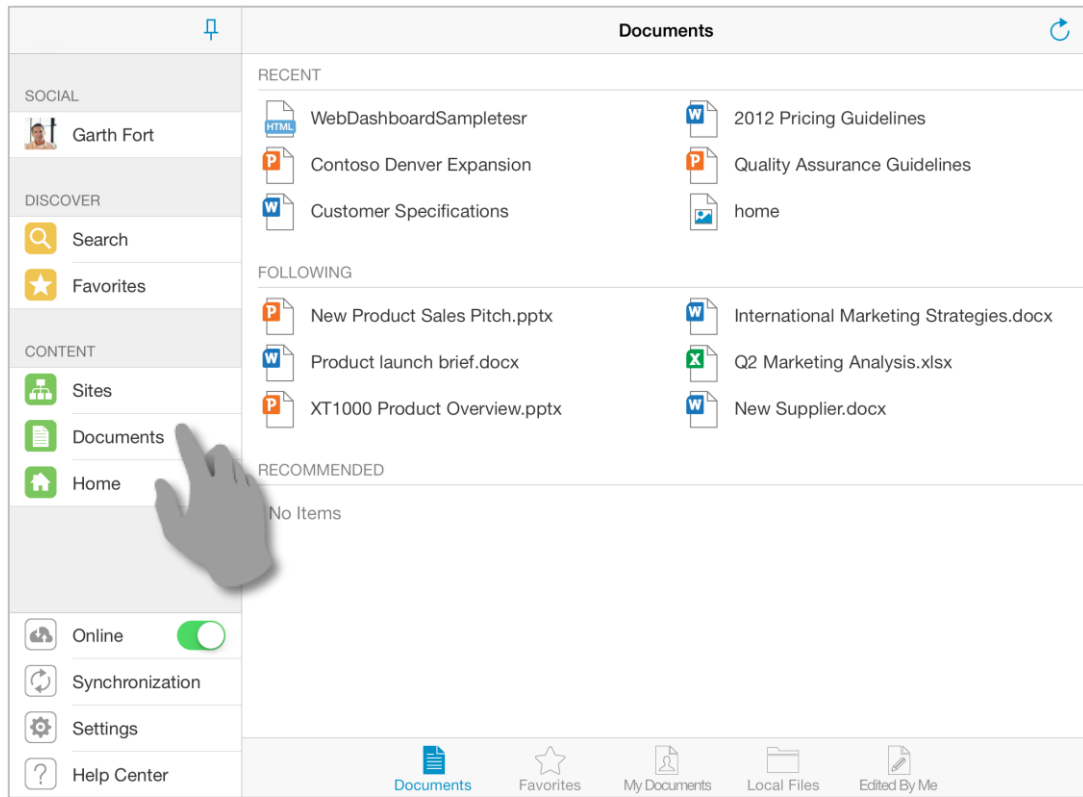 Documents
SOCIAL
Garth Fort
DISCOVER
Search
Favorites
CONTENT
Sites
Documents
Home
Online
Synchronization
Settings
Help Center
RECENT
HTML WebDashboardSampletesr
W 2012 Pricing Guidelines
P Contoso Denver Expansion
P Quality Assurance Guidelines
W Customer Specifications
home
FOLLOWING
P New Product Sales Pitch.pptx
W International Marketing Strategies.docx
W Product launch brief.docx
X Q2 Marketing Analysis.xlsx
P XT1000 Product Overview.pptx
W New Supplier.docx
RECOMMENDED
No Items
Documents
Favorites
My Documents
Local Files
Edited By Me